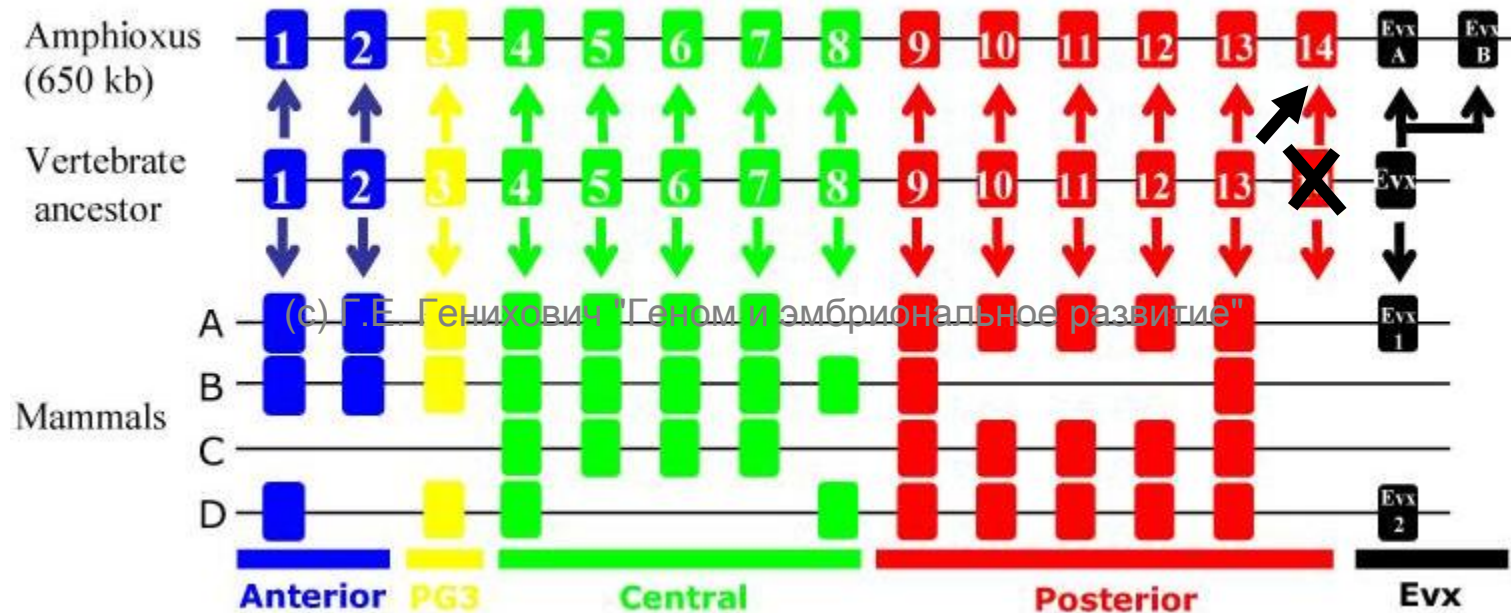 Amphioxus
(650 kb)
1 2 3 4 5 6 7 8 9 10 11 12 13 14 Evx A Evx B
Vertebrate
ancestor
1 2 3 4 5 6 7 8 9 10 11 12 13 Evx
(c) Г.Е. Генихович "Геном и эмбриональное развитие"
A Evx 1
B
Mammals
C
D Evx 2
Anterior PG3 Central Posterior Evx